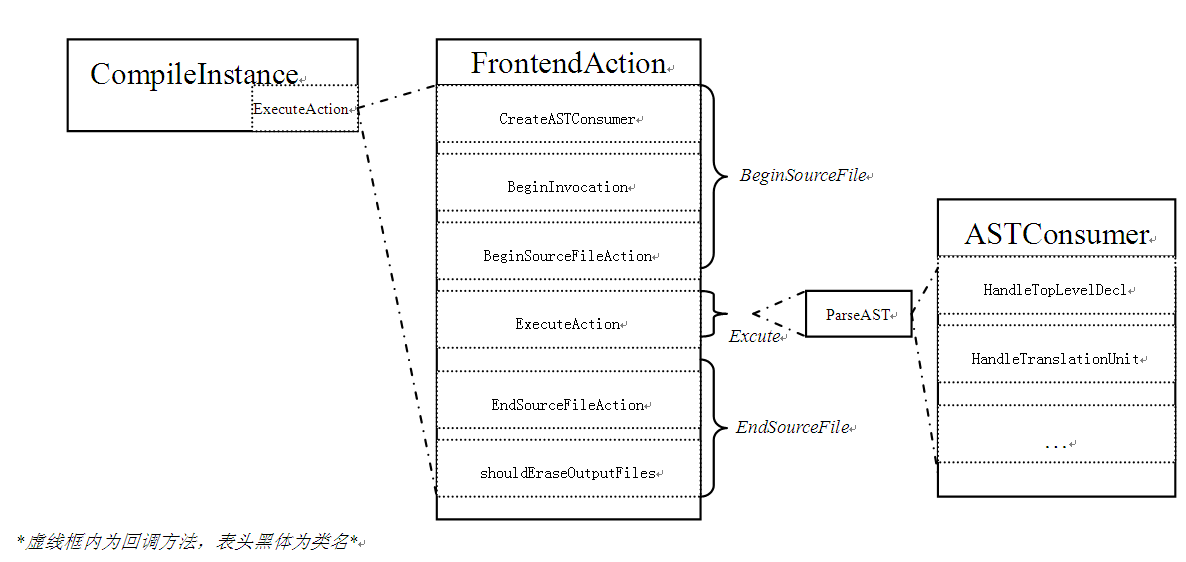 CompileInstance
ExecuteAction
FrontendAction
CreateASTConsumer
BeginInvocation
BeginSourceFileAction
ExecuteAction
EndSourceFileAction
shouldEraseOutputFiles
BeginSourceFile
Excute
EndSourceFile
ParseAST
ASTConsumer
HandleTopLevelDecl
HandleTranslationUnit
...
*虚线框内为回调方法，表头黑体为类名*